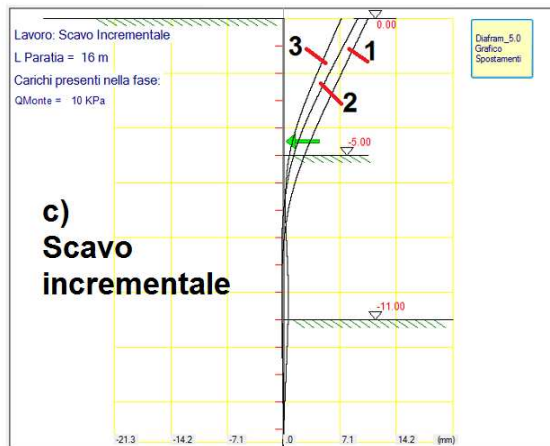 Lavoro: Scavo Incrementale
L Paratia = 16 m
Carichi presenti nella fase:
QMonte = 10 KPa
0.00
Diafram_5.0
Grafico
Spostamenti
3
1
2
-5.00
c)
Scavo
incrementale
-11.00
-21.3 -14.2 -7.1 .0 7.1 14.2 (mm)